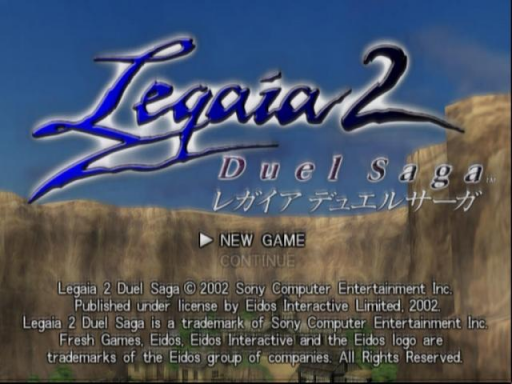 Legaia 2
Duel Saga™
レガイア デュエルサーガ
▶ NEW GAME
CONTINUE
Legaia 2 Duel Saga © 2002 Sony Computer Entertainment Inc.
Published under license by Eidos Interactive Limited, 2002.
Legaia 2 Duel Saga is a trademark of Sony Computer Entertainment Inc.
Fresh Games, Eidos, Eidos Interactive and the Eidos logo are
trademarks of the Eidos group of companies. All Rights Reserved.